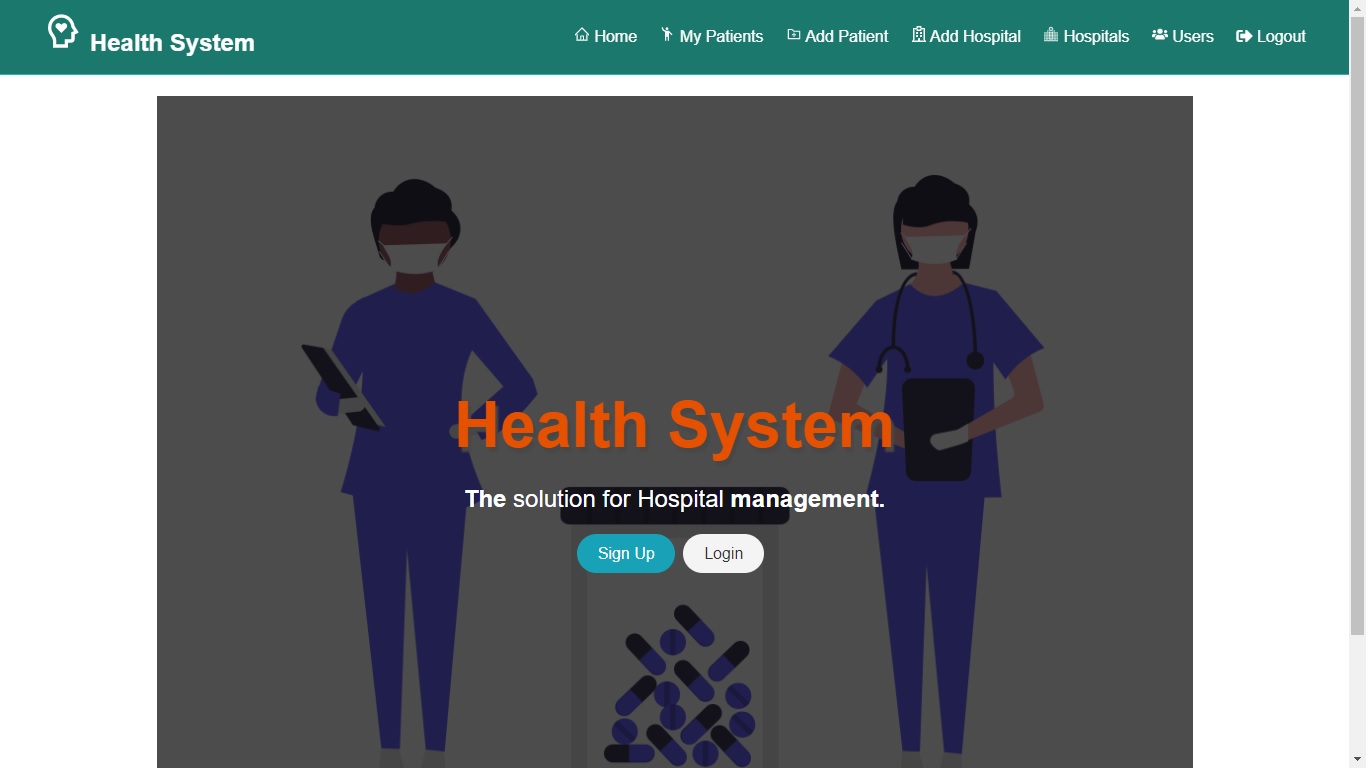 Health System
Home My Patients Add Patient Add Hospital Hospitals Users Logout
Health System
The solution for Hospital management.
Sign Up Login